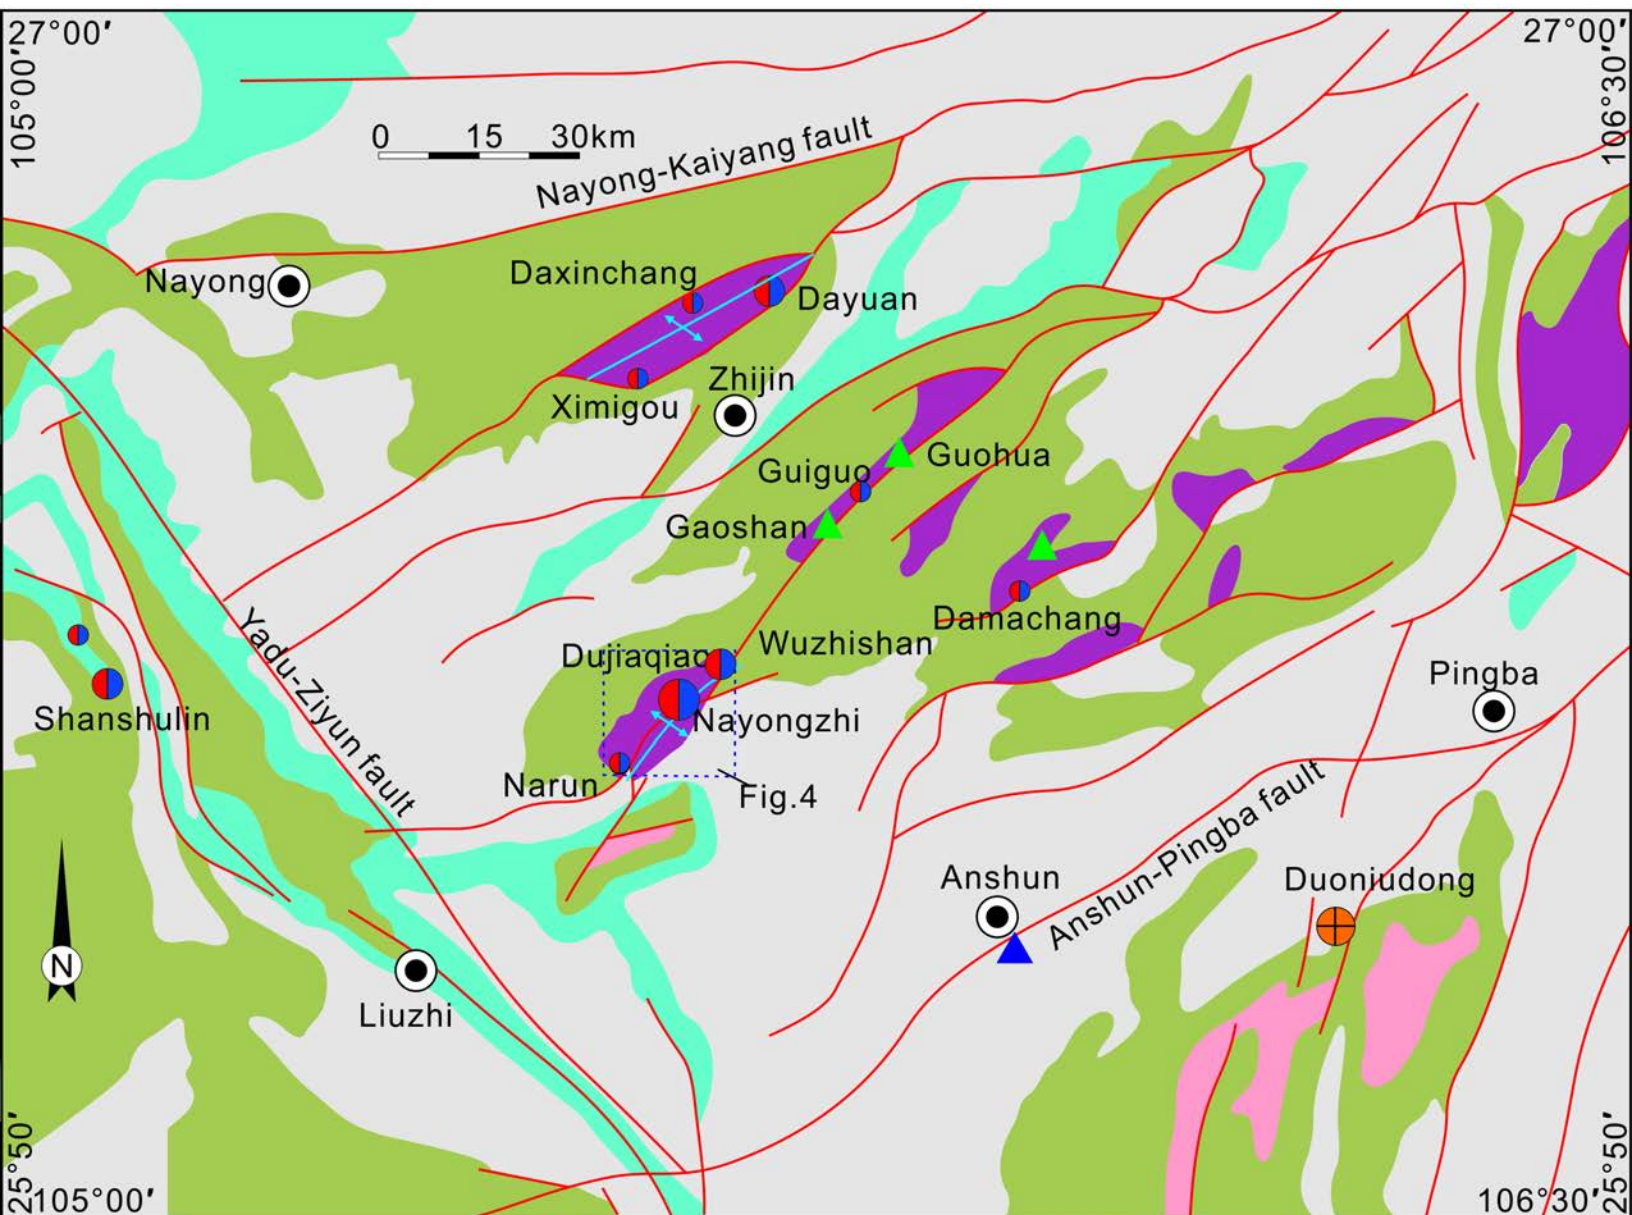 27°00′
27°00′
105°00′
106°30′
0 15 30km
Nayong-Kaiyang fault
Daxinchang
Nayong
Dayuan
Zhijin
Ximigou
Guohua
Guiguo
Gaoshan
Damachang
Yadu-Ziyun fault
Wuzhishan
Dujiaqiao
Pingba
Shanshulin
Nayongzhi
Narun
Fig.4
Anshun-Pingba fault
Anshun
Duoniudong
N
Liuzhi
25°50′
25°50′
105°00′
106°30′